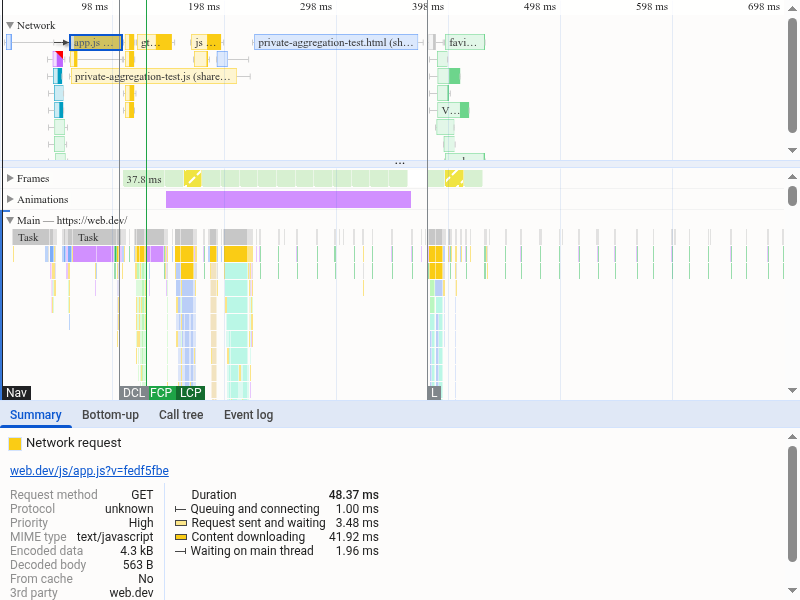 98 ms 198 ms 298 ms 398 ms 498 ms 598 ms 698 ms
Network
app.js ... gt... js ... private-aggregation-test.html (sh... favi...
private-aggregation-test.js (share...
V...
...
Frames 37.8 ms
Animations
Main — https://web.dev/
Task Task
Nav DCL FCP LCP L
Summary Bottom-up Call tree Event log
Network request
web.dev/js/app.js?v=fedf5fbe
Request method GET Duration 48.37 ms
Protocol unknown Queuing and connecting 1.00 ms
Priority High Request sent and waiting 3.48 ms
MIME type text/javascript Content downloading 41.92 ms
Encoded data 4.3 kB Waiting on main thread 1.96 ms
Decoded body 563 B
From cache No
3rd party web.dev